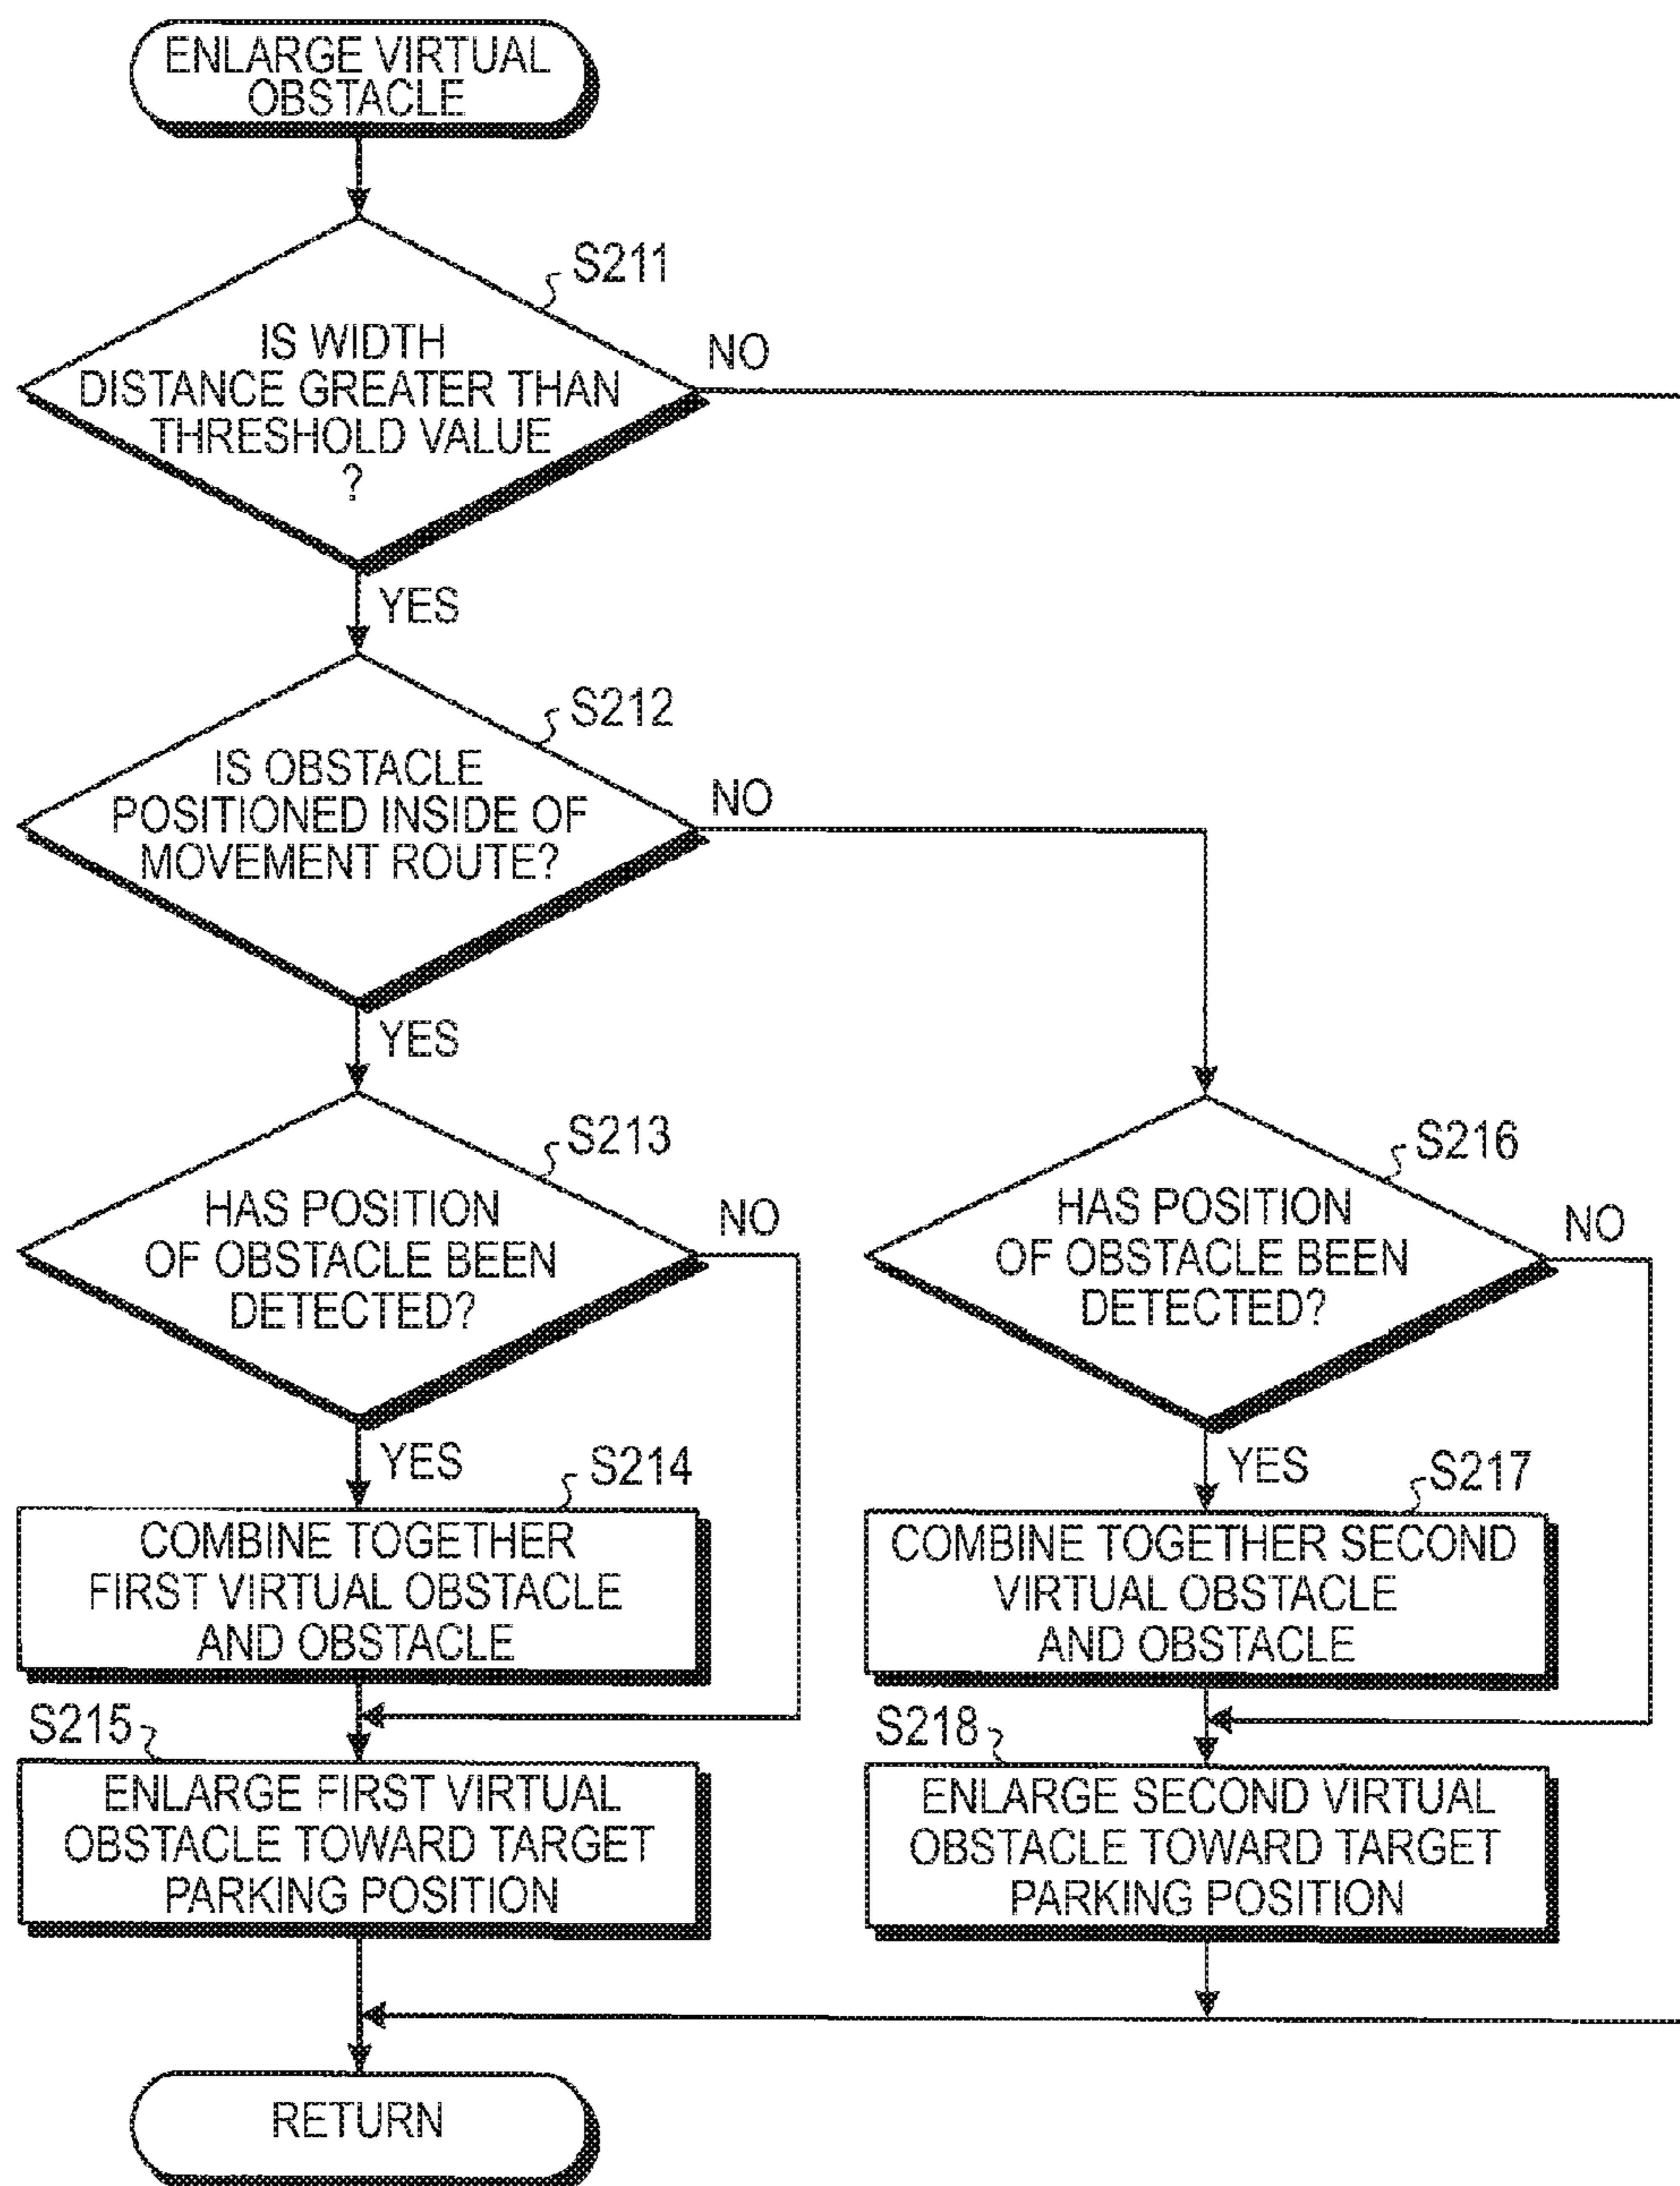 ENLARGE VIRTUAL
OBSTACLE
S211
IS WIDTH
DISTANCE GREATER THAN
THRESHOLD VALUE
?
NO
YES
S212
IS OBSTACLE
POSITIONED INSIDE OF
MOVEMENT ROUTE?
NO
YES
S213
HAS POSITION
OF OBSTACLE BEEN
DETECTED?
NO
YES
S216
HAS POSITION
OF OBSTACLE BEEN
DETECTED?
NO
YES
S214
COMBINE TOGETHER
FIRST VIRTUAL OBSTACLE
AND OBSTACLE
S217
COMBINE TOGETHER SECOND
VIRTUAL OBSTACLE
AND OBSTACLE
S215
ENLARGE FIRST VIRTUAL
OBSTACLE TOWARD TARGET
PARKING POSITION
S218
ENLARGE SECOND VIRTUAL
OBSTACLE TOWARD TARGET
PARKING POSITION
RETURN